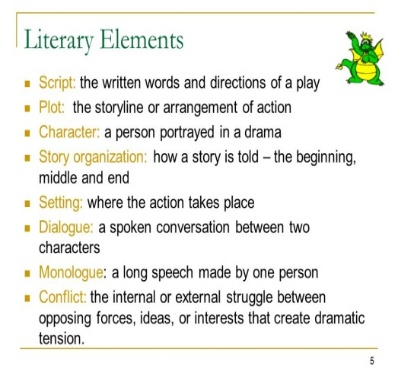 Literary Elements
Script: the written words and directions of a play
Plot: the storyline or arrangement of action
Character: a person portrayed in a drama
Story organization: how a story is told – the beginning,
middle and end
Setting: where the action takes place
Dialogue: a spoken conversation between two
characters
Monologue: a long speech made by one person
Conflict: the internal or external struggle between
opposing forces, ideas, or interests that create dramatic
tension.
5